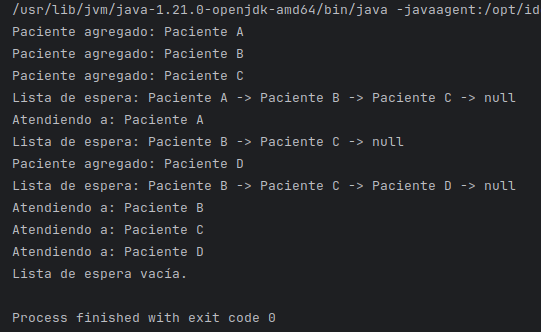 /usr/lib/jvm/java-1.21.0-openjdk-amd64/bin/java -javaagent:/opt/id
Paciente agregado: Paciente A
Paciente agregado: Paciente B
Paciente agregado: Paciente C
Lista de espera: Paciente A -> Paciente B -> Paciente C -> null
Atendiendo a: Paciente A
Lista de espera: Paciente B -> Paciente C -> null
Paciente agregado: Paciente D
Lista de espera: Paciente B -> Paciente C -> Paciente D -> null
Atendiendo a: Paciente B
Atendiendo a: Paciente C
Atendiendo a: Paciente D
Lista de espera vacía.
Process finished with exit code 0